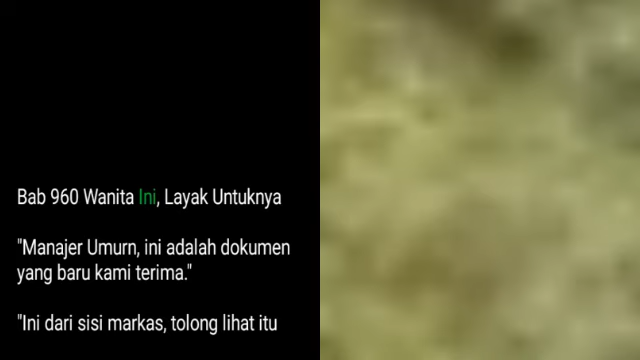 Bab 960 Wanita Ini, Layak Untuknya
"Manajer Umurn, ini adalah dokumen
yang baru kami terima."
"Ini dari sisi markas, tolong lihat itu